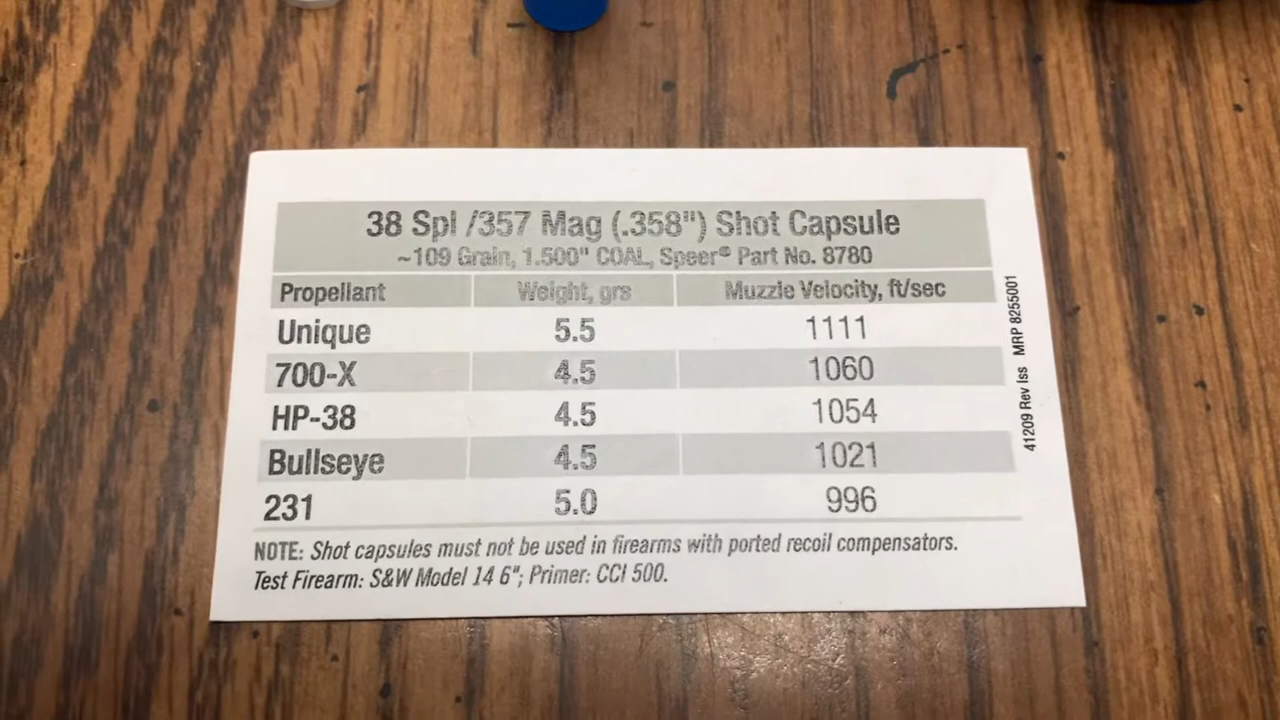 38 Spl /357 Mag (.358") Shot Capsule
~109 Grain, 1.500" COAL, Speer® Part No. 8780
Propellant Weight, grs Muzzle Velocity, ft/sec
Unique 5.5 1111
700-X 4.5 1060
HP-38 4.5 1054
Bullseye 4.5 1021
231 5.0 996
NOTE: Shot capsules must not be used in firearms with ported recoil compensators.
Test Firearm: S&W Model 14 6"; Primer: CCI 500.
41209 Rev Iss MRP 8255001